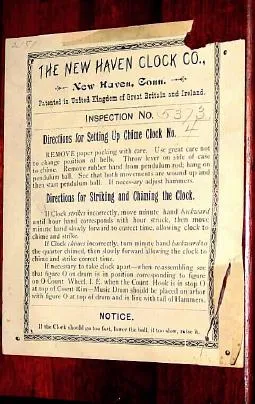 THE NEW HAVEN CLOCK CO.,
New Haven, Conn.
Patented in United Kingdom of Great Britain and Ireland.
INSPECTION No.
Directions for Setting Up Chime Clock No.
REMOVE paper packing with care. Use great care not
to change position of bells. Throw lever on side of case
to chime. Remove rubber band from pendulum rod; hang on
pendulum ball. See that both movements are wound up and
then start pendulum ball. If necessary adjust hammers.
Directions for Striking and Chiming the Clock.
If Clock strikes incorrect, move minute hand backward
until hour hand corresponds with hour struck, then move
minute hand slowly forward to correct time, allowing clock to
chime and strike.
If Clock chimes incorrectly, turn minute hand backward to
the quarter chimed, then slowly forward allowing the clock to
chime and strike correct time.
If necessary to take clock apart—when reassembling see
that figure O on drum is in position corresponding to figure
on O Count Wheel, I. E. when the Count Hook is in stop O
at top of Count Rim—Music Drum should be placed on arbor
with figure O at top of drum and in line with tail of Hammers.
NOTICE.
If the Clock should go too fast, lower the ball, if too slow, raise it.